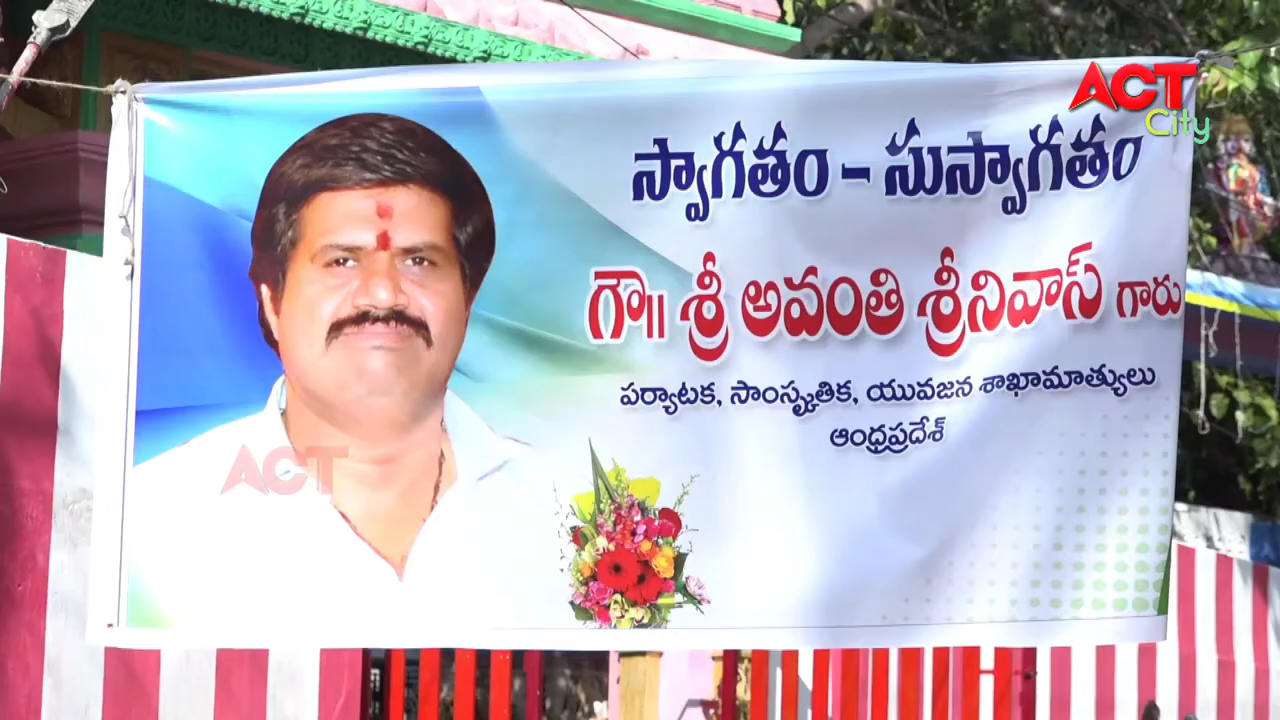 ACT
City
స్వాగతం - సుస్వాగతం
గౌ|| శ్రీ అవంతి శ్రీనివాస్ గారు
పర్యాటక, సాంస్కృతిక, యువజన శాఖామాత్యులు
ఆంధ్రప్రదేశ్
ACT